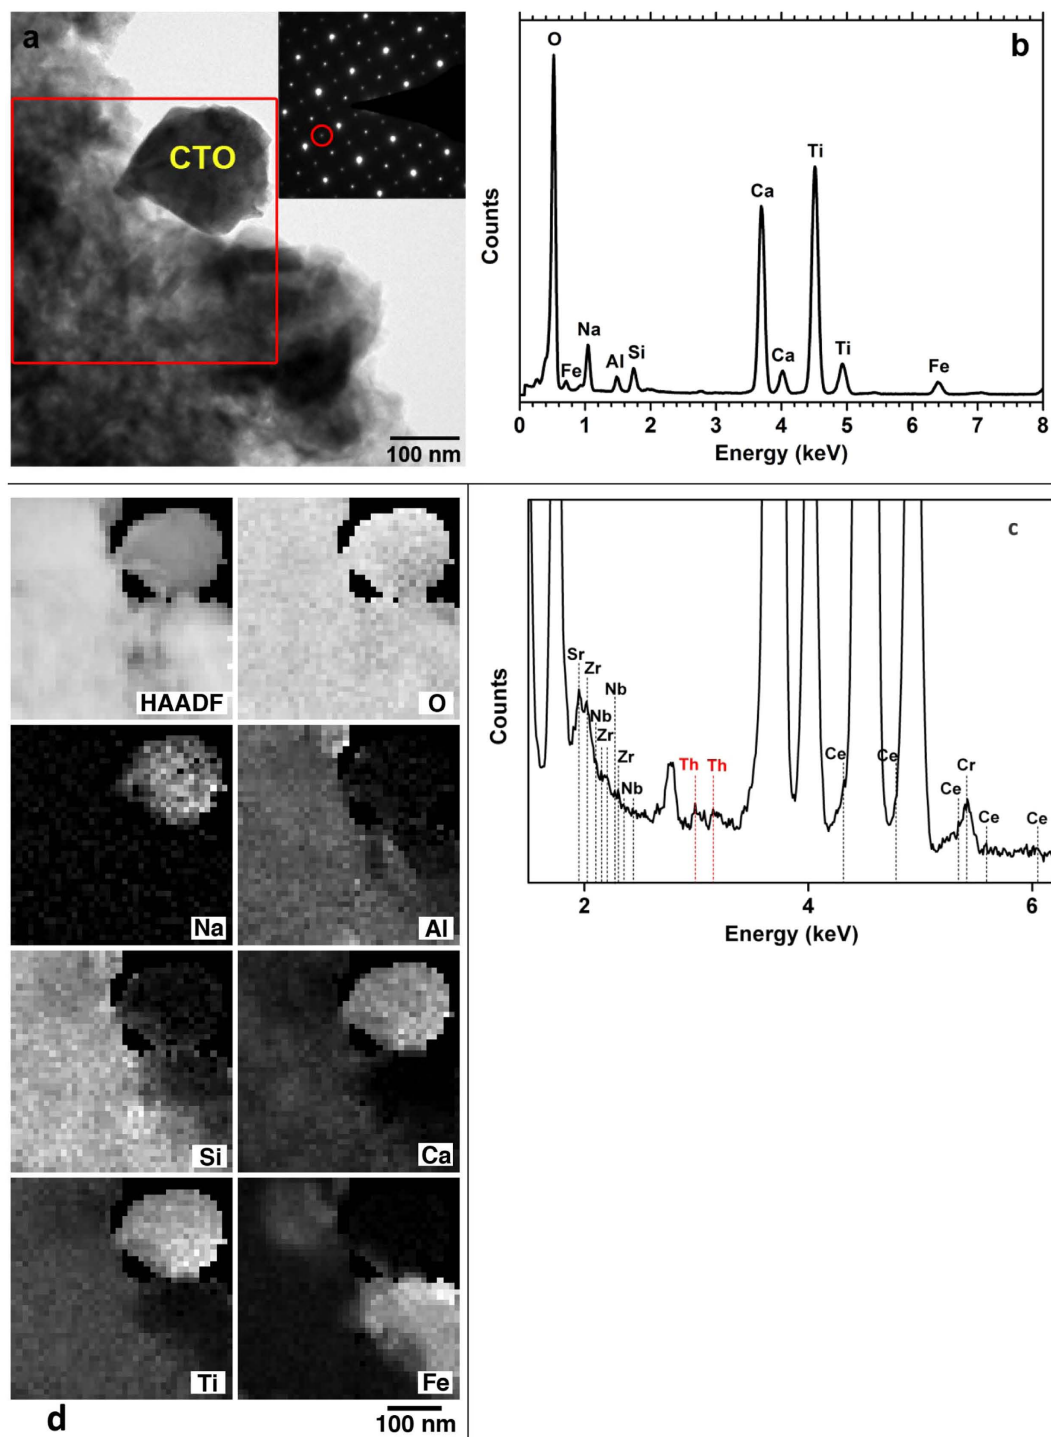 a
CTO
100 nm
b
O
Fe
Na
Al
Si
Ca
Ca
Ti
Ti
Fe
Counts
0 1 2 3 4 5 6 7 8
Energy (keV)
c
Sr
Zr
Nb
Zr
Nb
Zr
Nb
Th
Th
Ce
Ce
Ce
Cr
Ce
Ce
Counts
2 4 6
Energy (keV)
HAADF
O
Na
Al
Si
Ca
Ti
Fe
d
100 nm